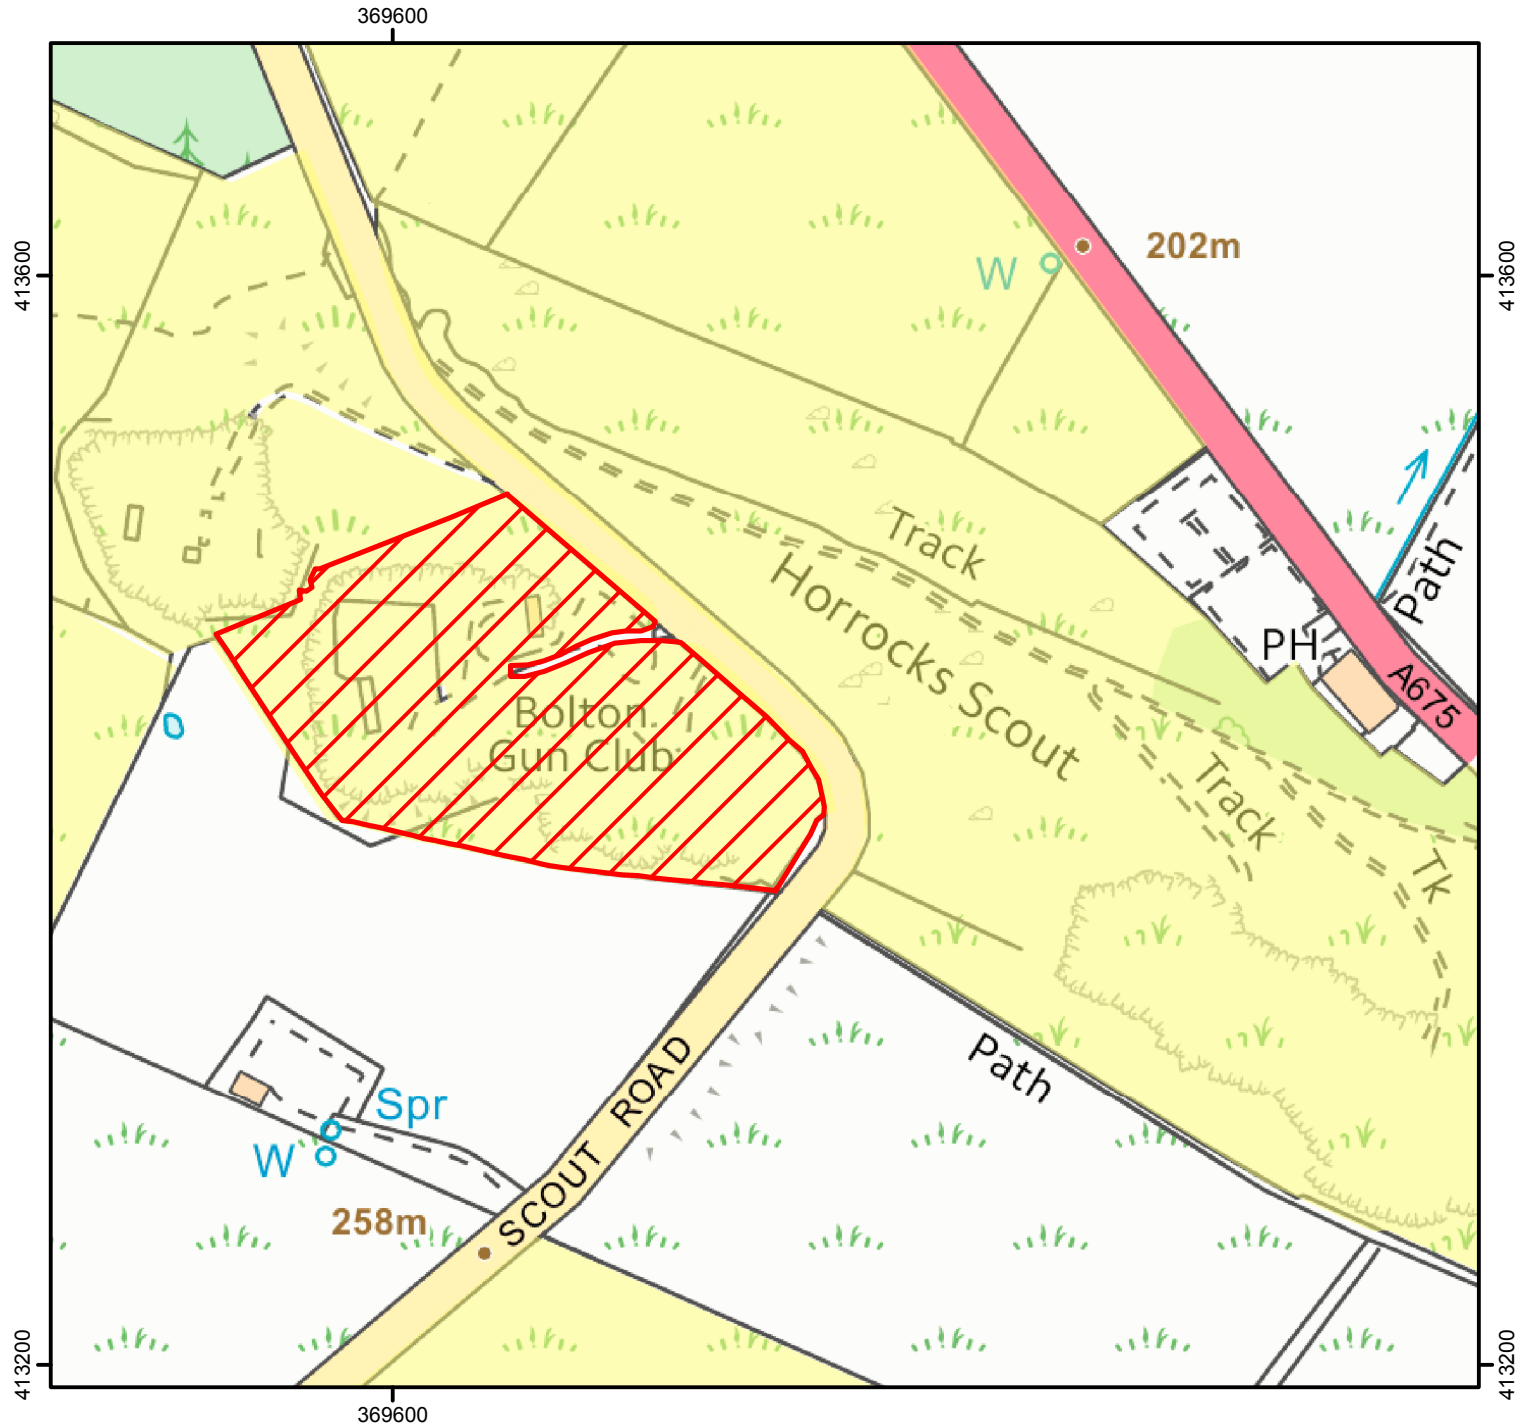 369600
202m
W
413600
413600
Track
Path
Horrocks Scout
PH
A675
Bolton
Gun Club
Track
Tk
Path
SCOUT ROAD
Spr
W
258m
413200
413200
369600